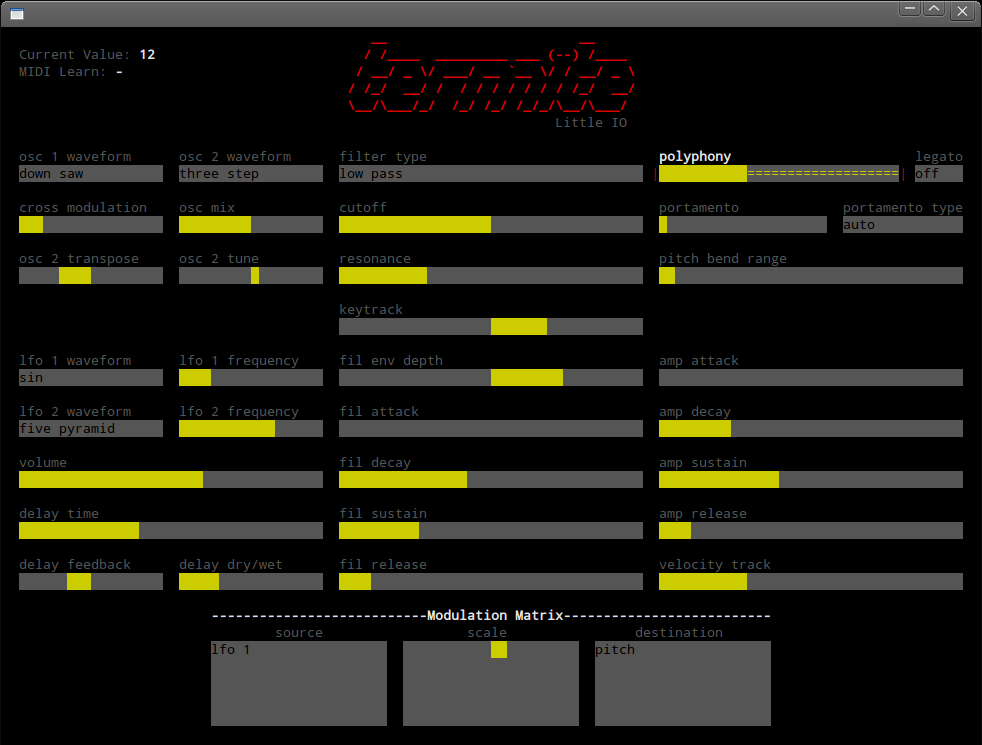 Current Value: 12
MIDI Learn: -
termite
Little IO
osc 1 waveform osc 2 waveform filter type polyphony legato
down saw three step low pass off
cross modulation osc mix cutoff portamento portamento type
auto
osc 2 transpose osc 2 tune resonance pitch bend range
keytrack
lfo 1 waveform lfo 1 frequency fil env depth amp attack
sin
lfo 2 waveform lfo 2 frequency fil attack amp decay
five pyramid
volume fil decay amp sustain
delay time fil sustain amp release
delay feedback delay dry/wet fil release velocity track
Modulation Matrix
source scale destination
lfo 1 pitch